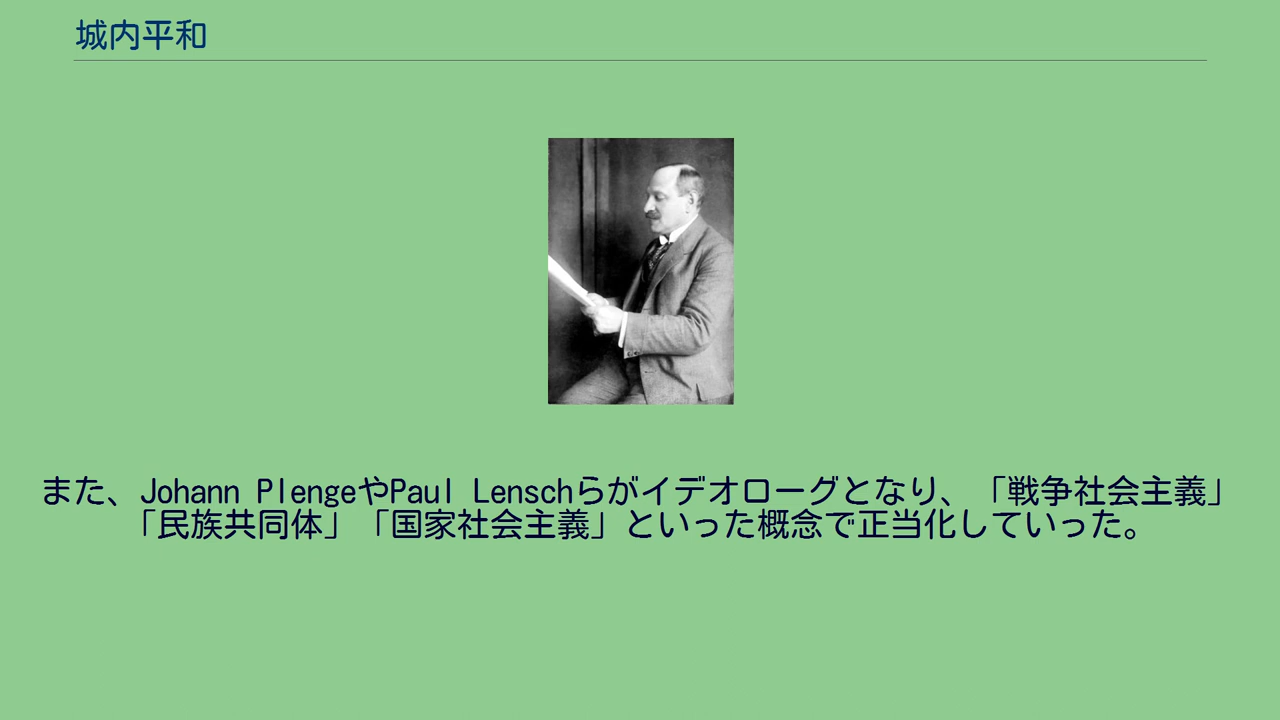 城内平和
また、Johann PlengeやPaul Lenschらがイデオローグとなり、「戦争社会主義」
「民族共同体」「国家社会主義」といった概念で正当化していった。